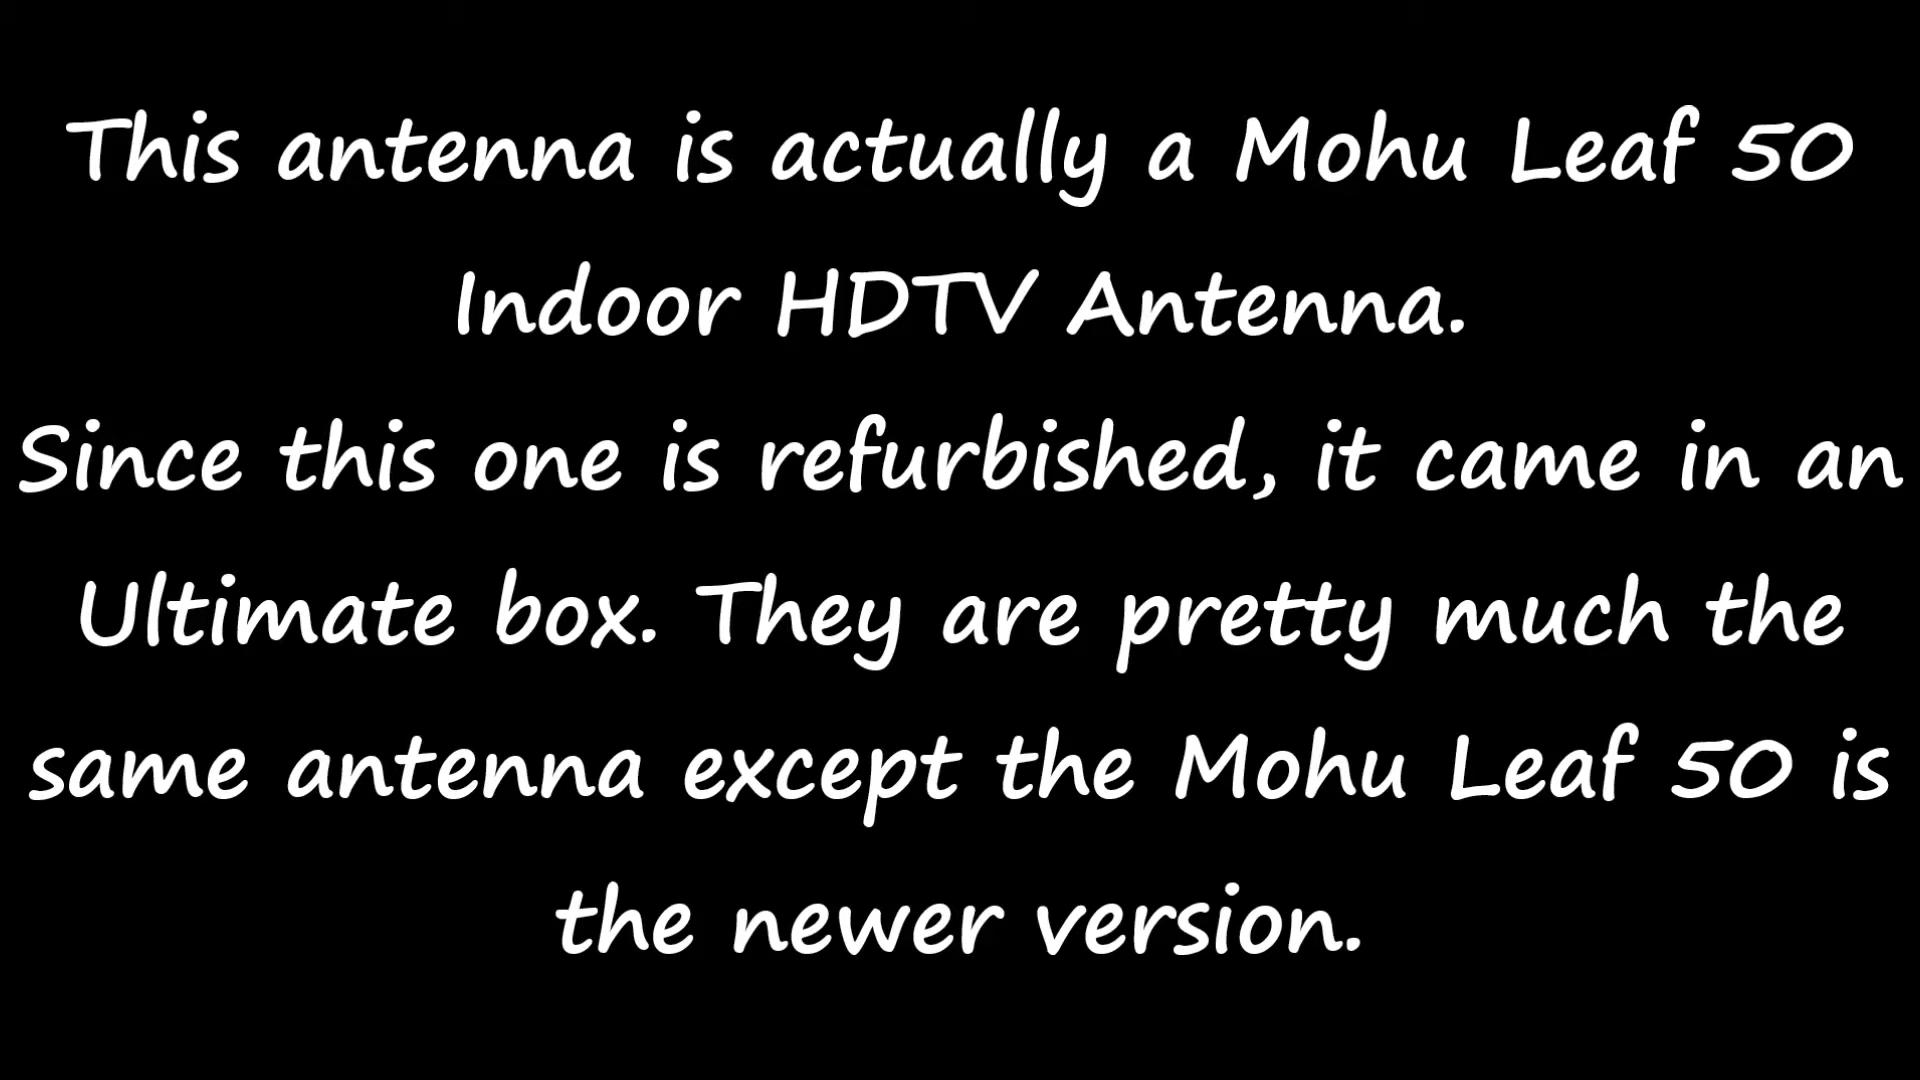 This antenna is actually a Mohu Leaf 50
Indoor HDTV Antenna.
Since this one is refurbished, it came in an
Ultimate box. They are pretty much the
same antenna except the Mohu Leaf 50 is
the newer version.